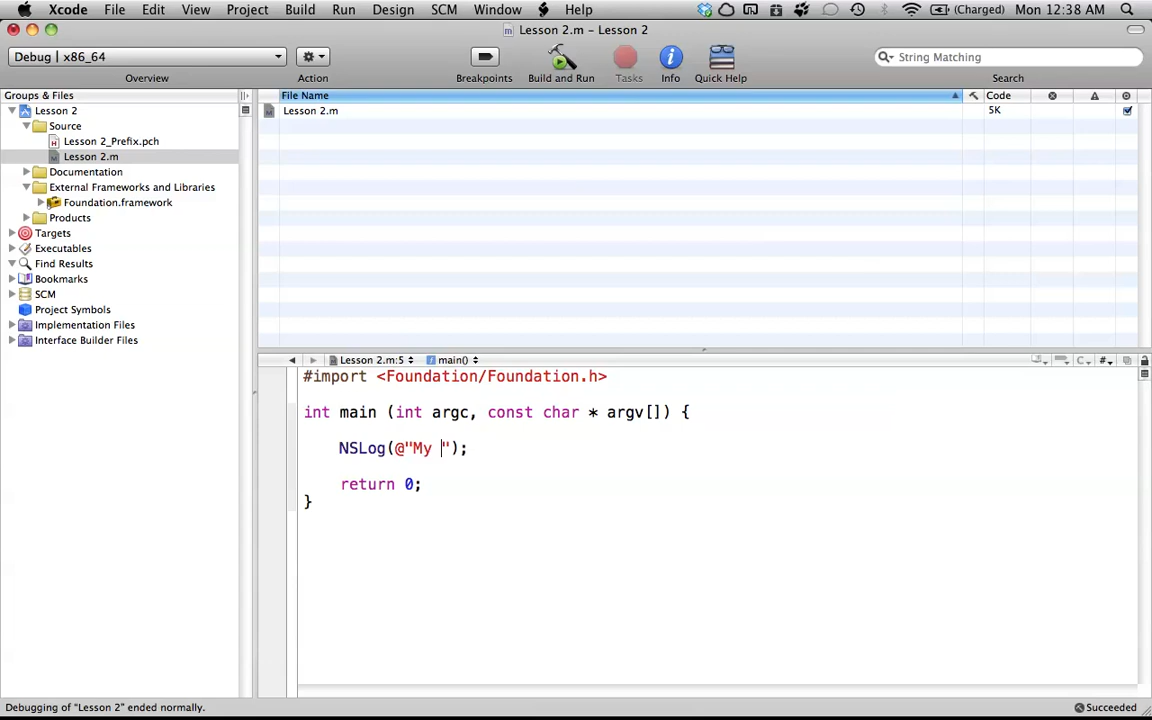 Xcode File Edit View Project Build Run Design SCM Window Help (Charged) Mon 12:38 AM
Lesson 2.m – Lesson 2
Debug | x86_64
String Matching
Overview Action Breakpoints Build and Run Tasks Info Quick Help Search
Groups & Files
File Name Code
Lesson 2
Lesson 2.m 5K
Source
Lesson 2_Prefix.pch
Lesson 2.m
Documentation
External Frameworks and Libraries
Foundation.framework
Products
Targets
Executables
Find Results
Bookmarks
SCM
Project Symbols
Implementation Files
Interface Builder Files
Lesson 2.m:5 main() C #
#import <Foundation/Foundation.h>
int main (int argc, const char * argv[]) {
NSLog(@"My ");
return 0;
}
Debugging of "Lesson 2" ended normally. Succeeded